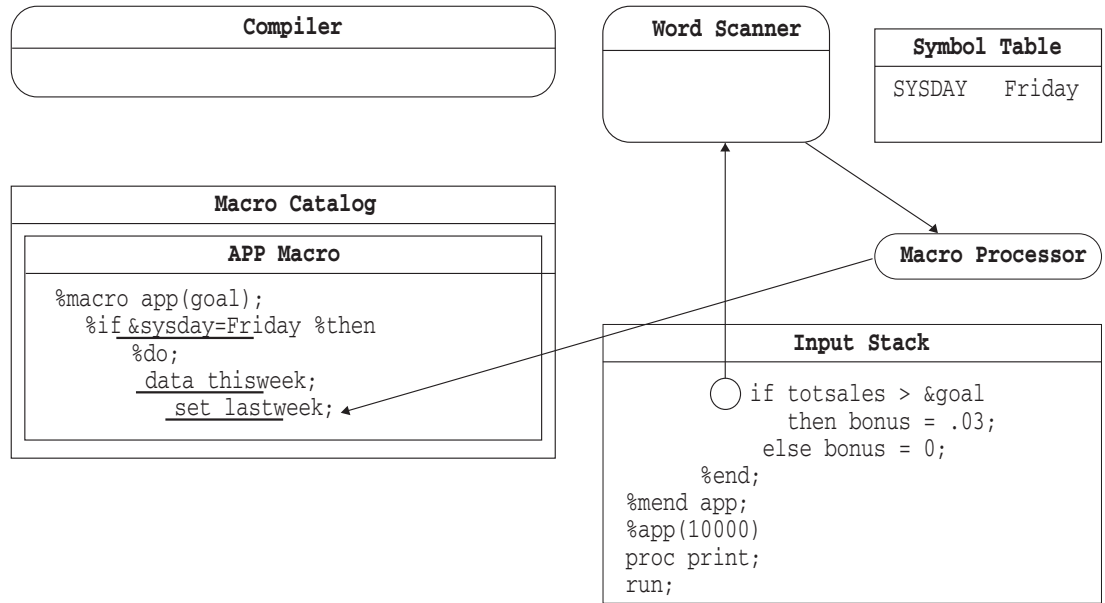 Compiler
Word Scanner
Symbol Table
SYSDAY Friday
Macro Catalog
APP Macro
%macro app(goal);
%if &sysday=Friday %then
%do;
data thisweek;
set lastweek;
Macro Processor
Input Stack
if totsales > &goal
then bonus = .03;
else bonus = 0;
%end;
%mend app;
%app(10000)
proc print;
run;